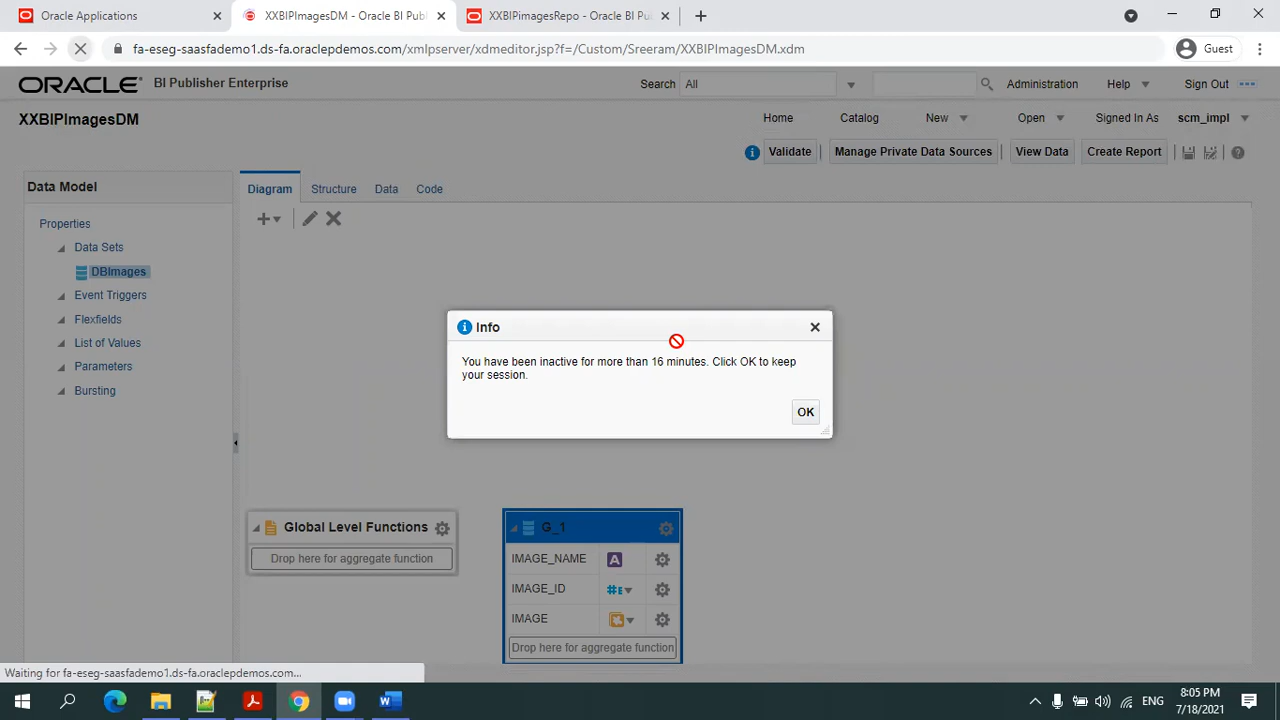 Oracle Applications
XXBIPImagesDM - Oracle BI Publ
XXBIPimagesRepo - Oracle BI Pu
fa-eseg-saasfademo1.ds-fa.oraclepdemos.com/xmlpserver/xdmeditor.jsp?f=/Custom/Sreeram/XXBIPImagesDM.xdm
Guest
ORACLE BI Publisher Enterprise
Search All
Administration Help Sign Out
XXBIPImagesDM
Home Catalog New Open Signed In As scm_impl
Validate Manage Private Data Sources View Data Create Report
Data Model
Diagram Structure Data Code
Properties
Data Sets
DBImages
Event Triggers
Flexfields
List of Values
Parameters
Bursting
Info
You have been inactive for more than 16 minutes. Click OK to keep
your session.
OK
Global Level Functions
Drop here for aggregate function
G_1
IMAGE_NAME A
IMAGE_ID #E
IMAGE
Drop here for aggregate function
Waiting for fa-eseg-saasfademo1.ds-fa.oraclepdemos.com...
ENG
8:05 PM
7/18/2021